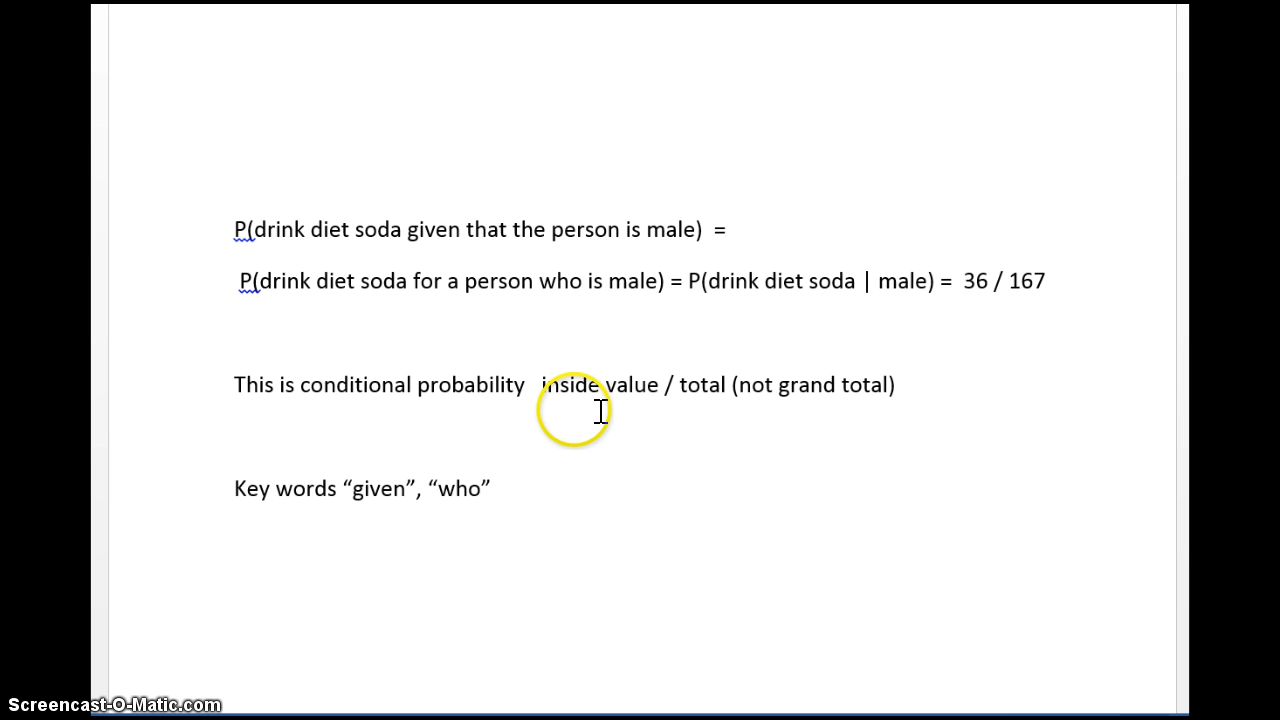 P(drink diet soda given that the person is male) =
P(drink diet soda for a person who is male) = P(drink diet soda | male) = 36 / 167
This is conditional probability inside value / total (not grand total)
Key words “given”, “who”
Screencast-O-Matic.com